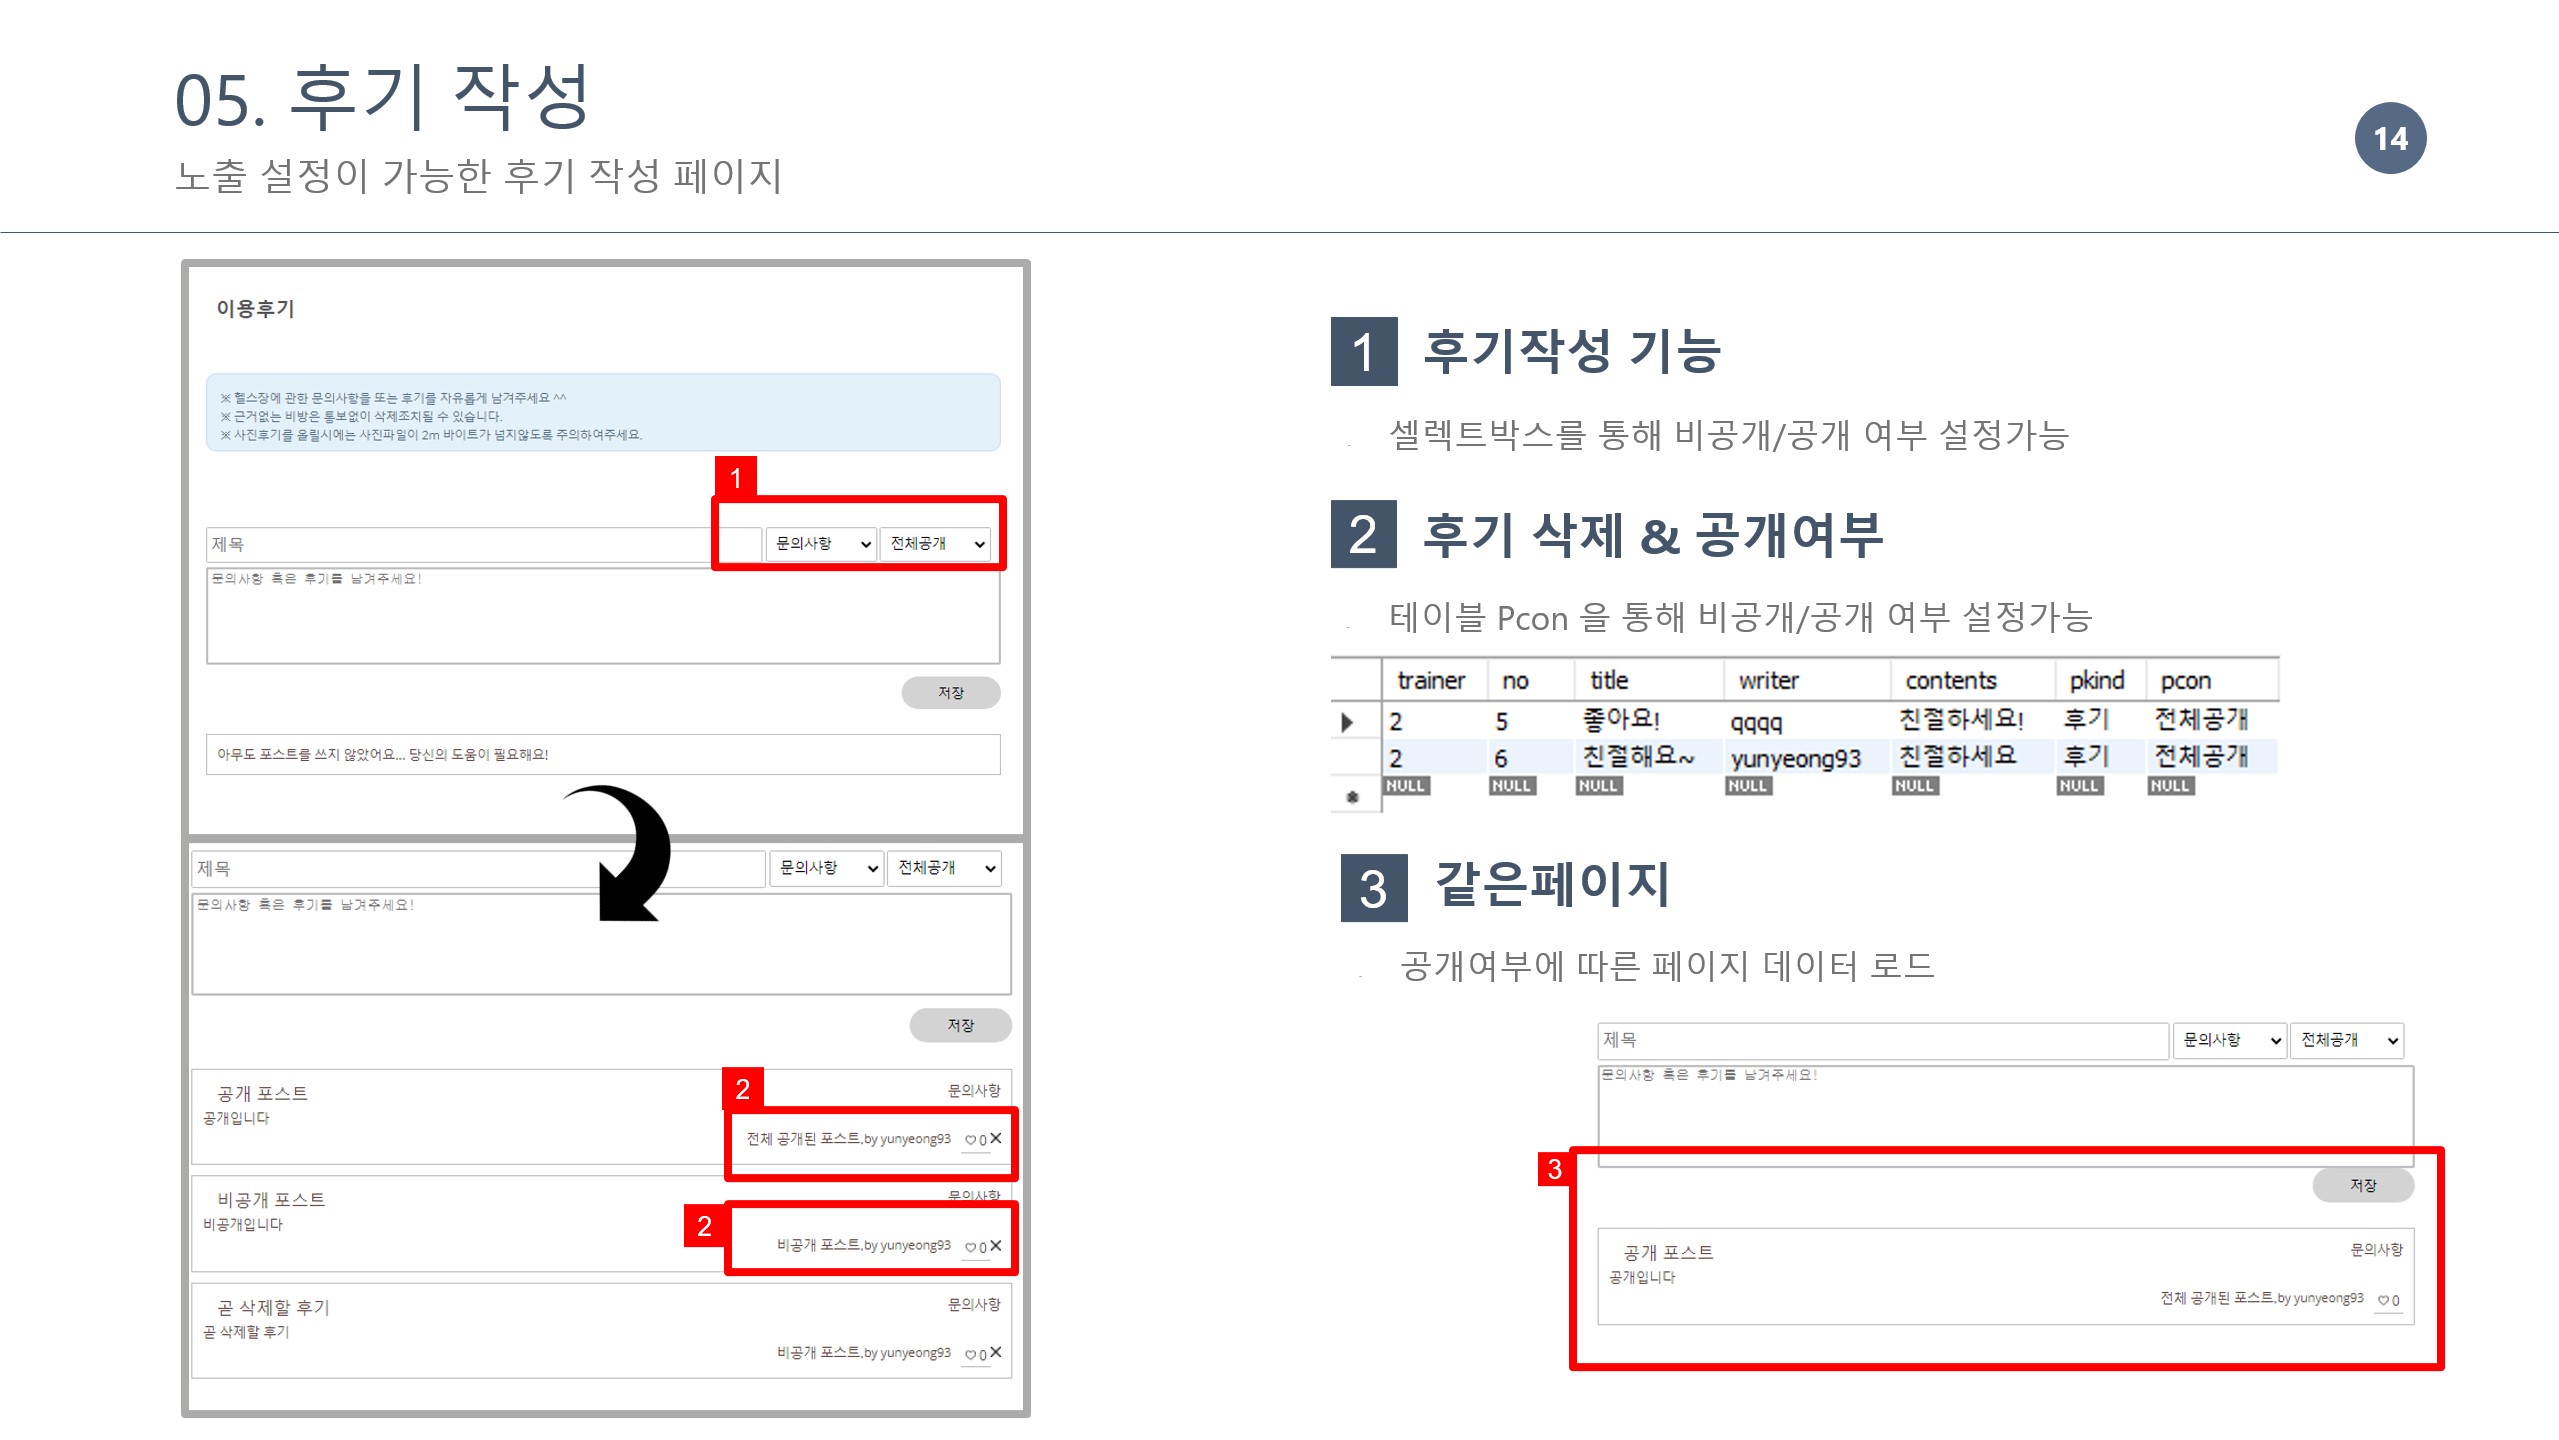 05. 후기 작성
노출 설정이 가능한 후기 작성 페이지
14
이용후기
※ 헬스장에 관한 문의사항을 또는 후기를 자유롭게 남겨주세요 ^^
※ 근거없는 비방은 통보없이 삭제조치될 수 있습니다.
※ 사진후기를 올릴시에는 사진파일이 2m 바이트가 넘지않도록 주의하여주세요.
1
제목 문의사항 전체공개
문의사항 혹은 후기를 남겨주세요!
저장
아무도 포스트를 쓰지 않았어요... 당신의 도움이 필요해요!
제목 문의사항 전체공개
문의사항 혹은 후기를 남겨주세요!
저장
2
공개 포스트 문의사항
공개입니다
전체 공개된 포스트,by yunyeong93 ♡0 ✕
비공개 포스트 문의사항
비공개입니다
2
비공개 포스트,by yunyeong93 ♡0 ✕
곧 삭제할 후기 문의사항
곧 삭제할 후기
비공개 포스트,by yunyeong93 ♡0 ✕
1 후기작성 기능
셀렉트박스를 통해 비공개/공개 여부 설정가능
2 후기 삭제 & 공개여부
테이블 Pcon 을 통해 비공개/공개 여부 설정가능
trainer no title writer contents pkind pcon
2 5 좋아요! qqqq 친절하세요! 후기 전체공개
2 6 친절해요~ yunyeong93 친절하세요 후기 전체공개
NULL NULL NULL NULL NULL NULL NULL
3 같은페이지
공개여부에 따른 페이지 데이터 로드
제목 문의사항 전체공개
문의사항 혹은 후기를 남겨주세요!
3
저장
공개 포스트 문의사항
공개입니다
전체 공개된 포스트,by yunyeong93 ♡0